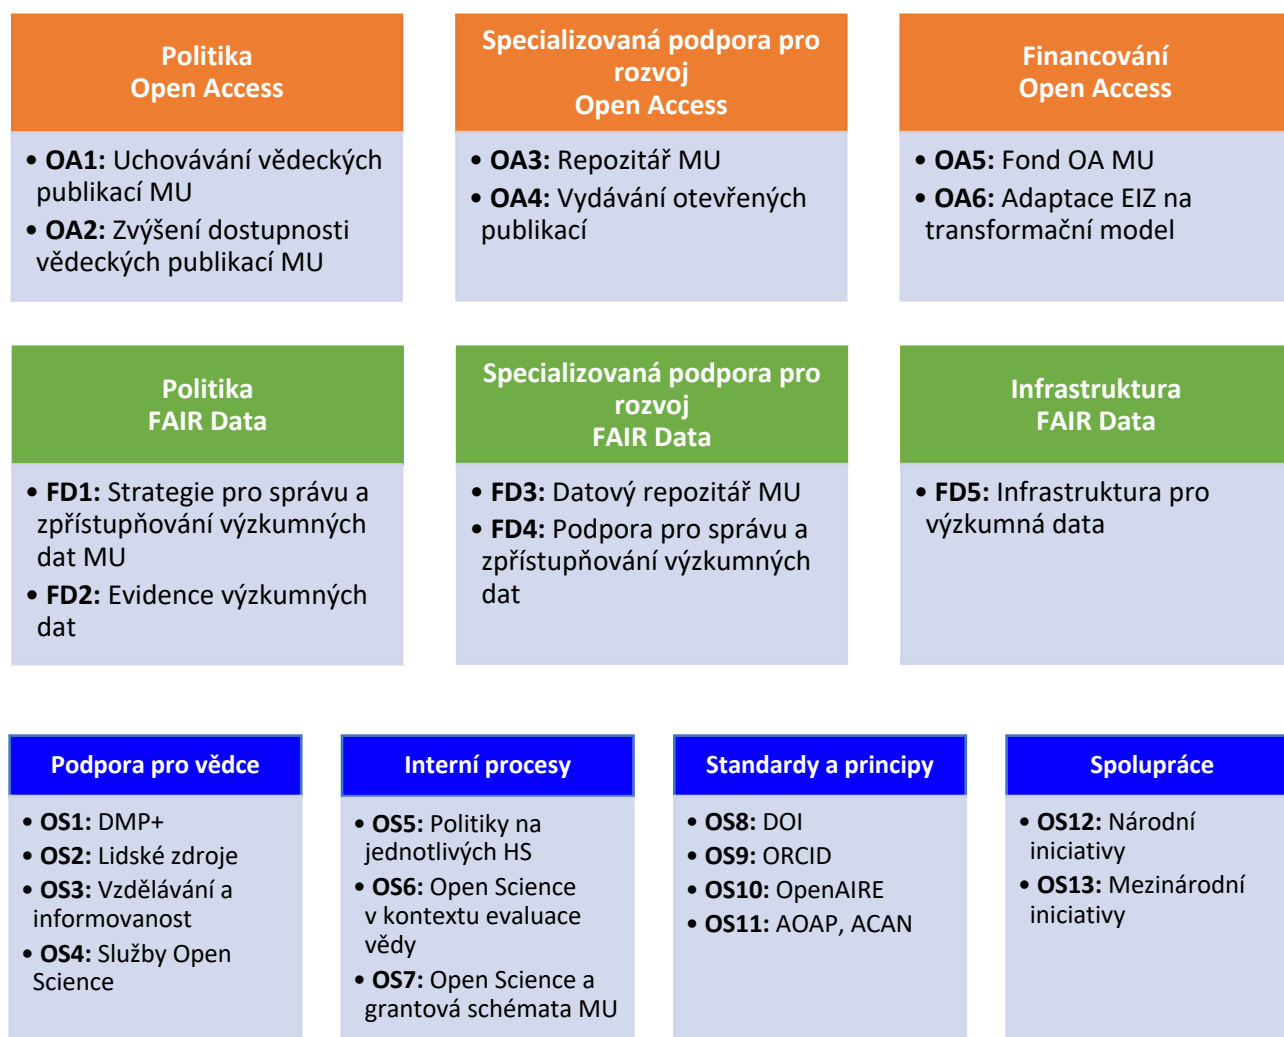 Politika
Open Access
• OA1: Uchovávání vědeckých
publikací MU
• OA2: Zvýšení dostupnosti
vědeckých publikací MU
Specializovaná podpora pro
rozvoj
Open Access
• OA3: Repozitář MU
• OA4: Vydávání otevřených
publikací
Financování
Open Access
• OA5: Fond OA MU
• OA6: Adaptace EIZ na
transformační model
Politika
FAIR Data
• FD1: Strategie pro správu a
zpřístupňování výzkumných
dat MU
• FD2: Evidence výzkumných
dat
Specializovaná podpora pro
rozvoj
FAIR Data
• FD3: Datový repozitář MU
• FD4: Podpora pro správu a
zpřístupňování výzkumných
dat
Infrastruktura
FAIR Data
• FD5: Infrastruktura pro
výzkumná data
Podpora pro vědce
• OS1: DMP+
• OS2: Lidské zdroje
• OS3: Vzdělávání a
informovanost
• OS4: Služby Open
Science
Interní procesy
• OS5: Politiky na
jednotlivých HS
• OS6: Open Science
v kontextu evaluace
vědy
• OS7: Open Science a
grantová schémata MU
Standardy a principy
• OS8: DOI
• OS9: ORCID
• OS10: OpenAIRE
• OS11: AOAP, ACAN
Spolupráce
• OS12: Národní
iniciativy
• OS13: Mezinárodní
iniciativy